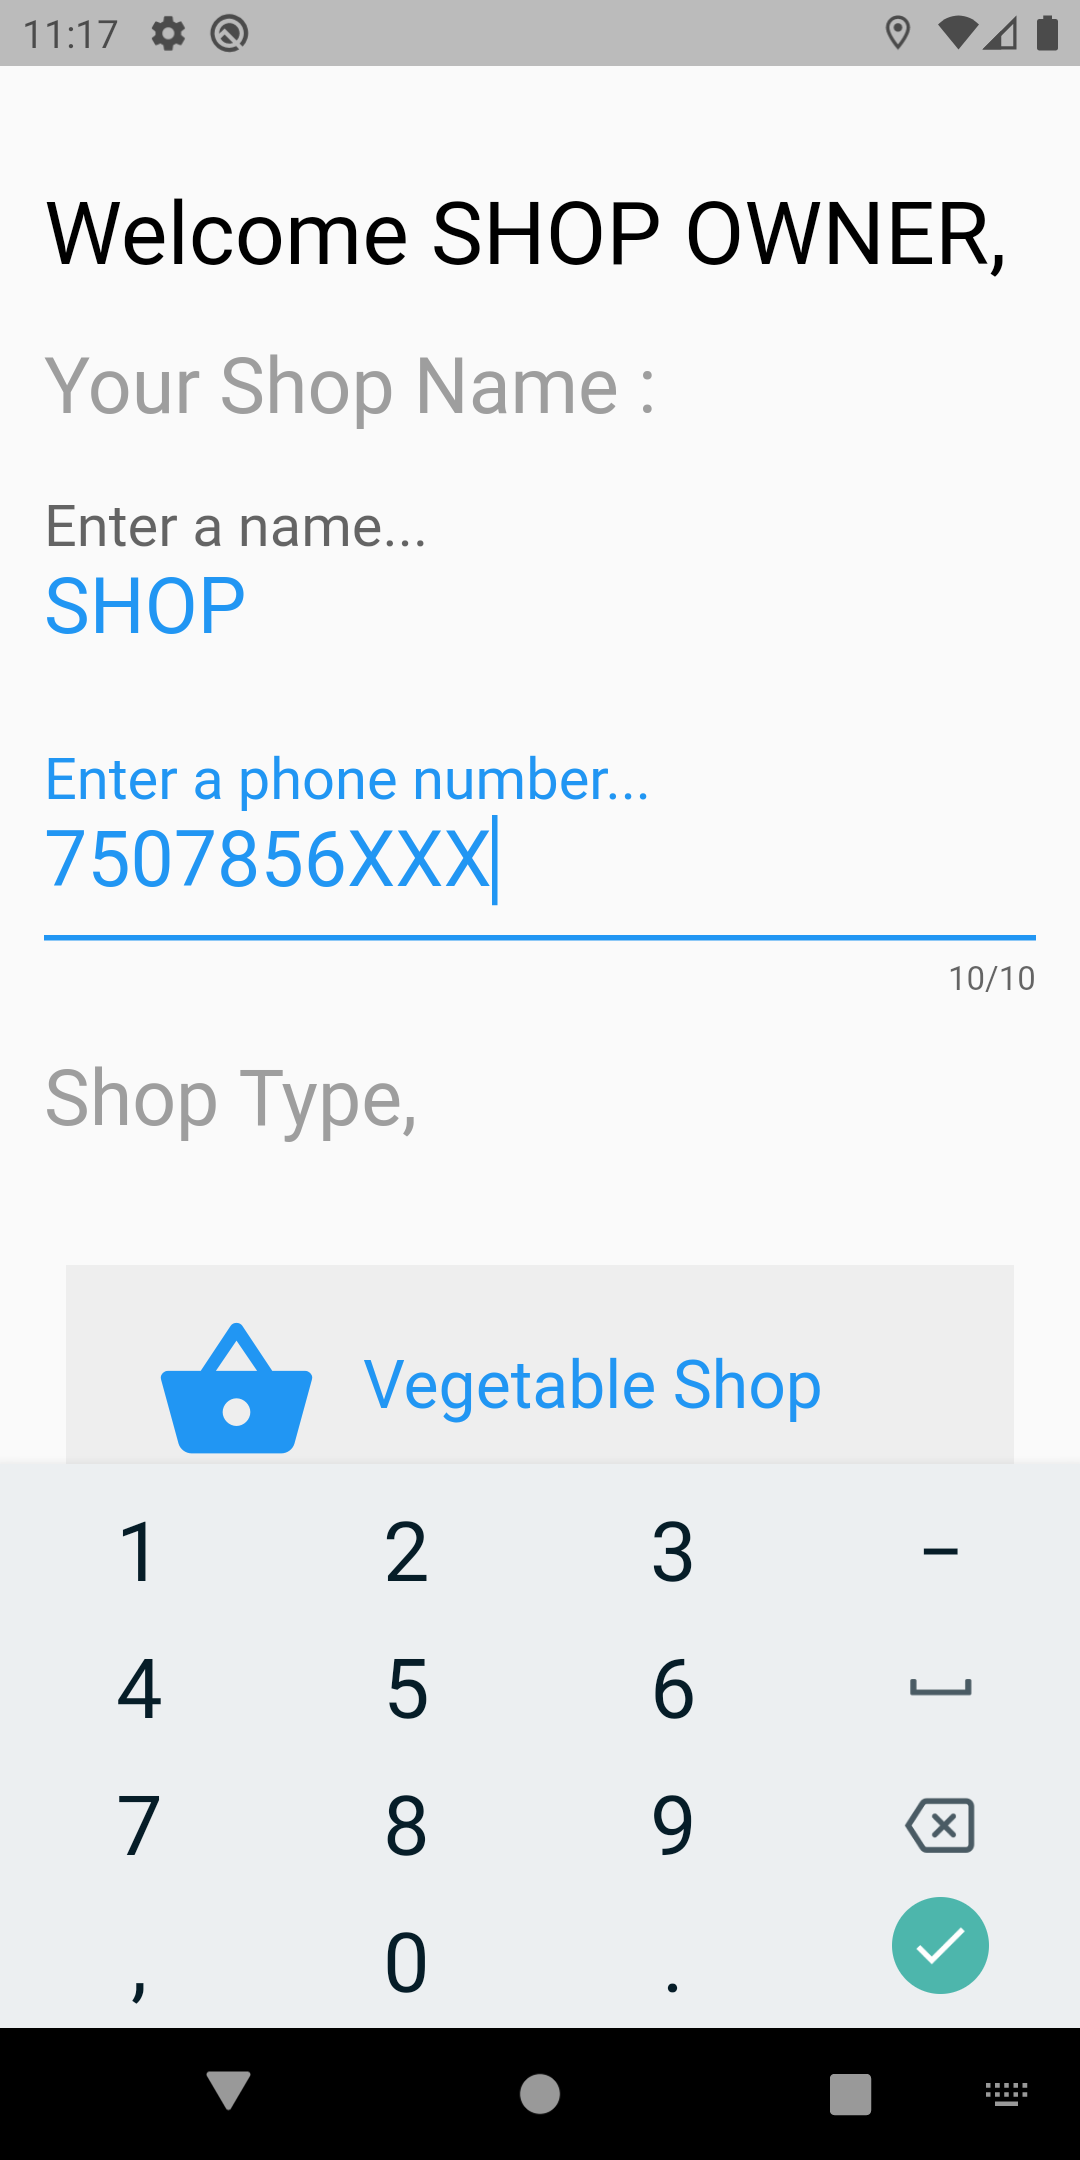 11:17
Welcome SHOP OWNER,
Your Shop Name :
Enter a name...
SHOP
Enter a phone number...
7507856XXX
10/10
Shop Type,
Vegetable Shop
1 2 3 –
4 5 6
7 8 9
, 0 .